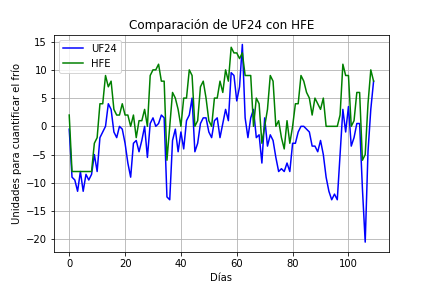 Comparación de UF24 con HFE
UF24
HFE
Unidades para cuantificar el frío
15
10
5
0
−5
−10
−15
−20
0 20 40 60 80 100
Días